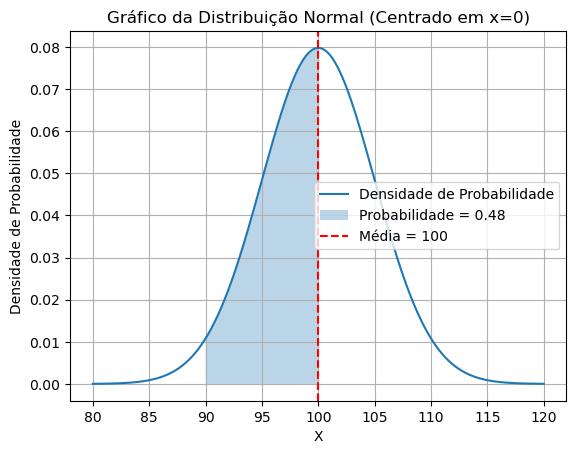 Gráfico da Distribuição Normal (Centrado em x=0)
Densidade de Probabilidade
0.08
0.07
0.06
0.05
0.04
0.03
0.02
0.01
0.00
Densidade de Probabilidade
Probabilidade = 0.48
Média = 100
80 85 90 95 100 105 110 115 120
X